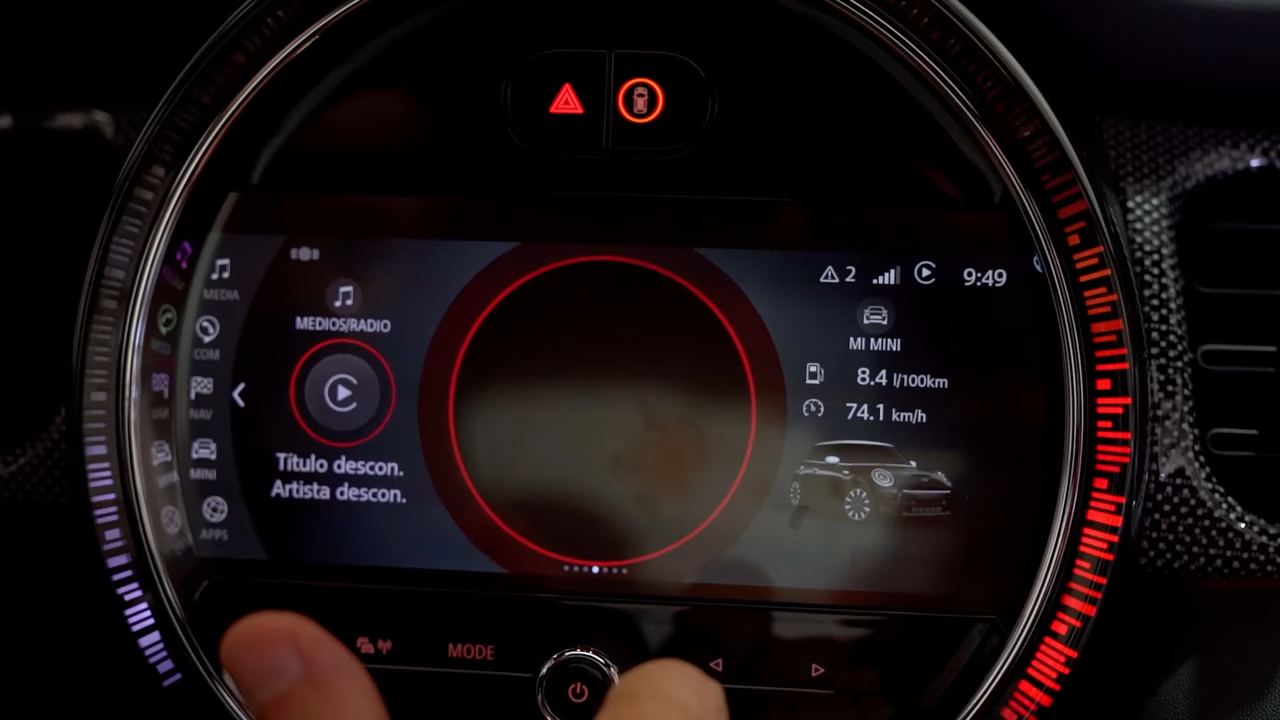 2
9:49
MEDIA
COM
NAV
MINI
APPS
MEDIOS/RADIO
Título descon.
Artista descon.
MI MINI
8.4 l/100km
74.1 km/h
MODE